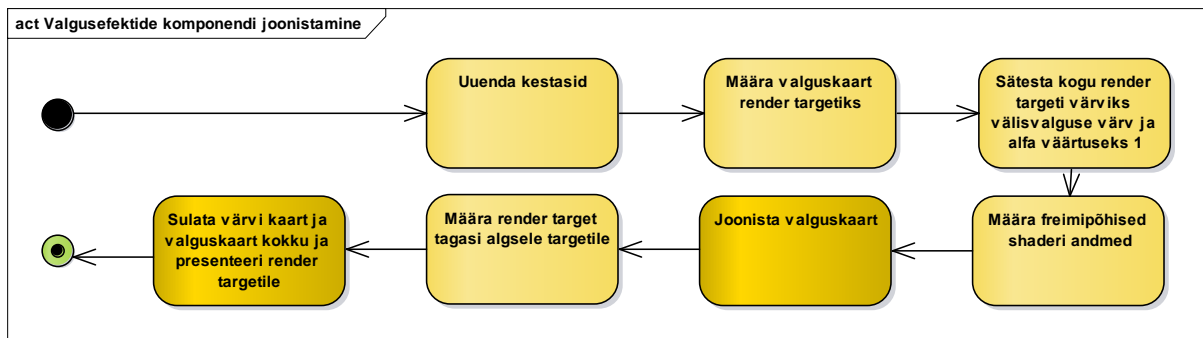 act Valgusefektide komponendi joonistamine
Uuenda kestasid
Määra valguskaart
render targetiks
Sätesta kogu render
targeti värviks
välisvalguse värv ja
alfa väärtuseks 1
Määra freimipõhised
shaderi andmed
Joonista valguskaart
Määra render target
tagasi algsele targetile
Sulata värvi kaart ja
valguskaart kokku ja
presenteeri render
targetile